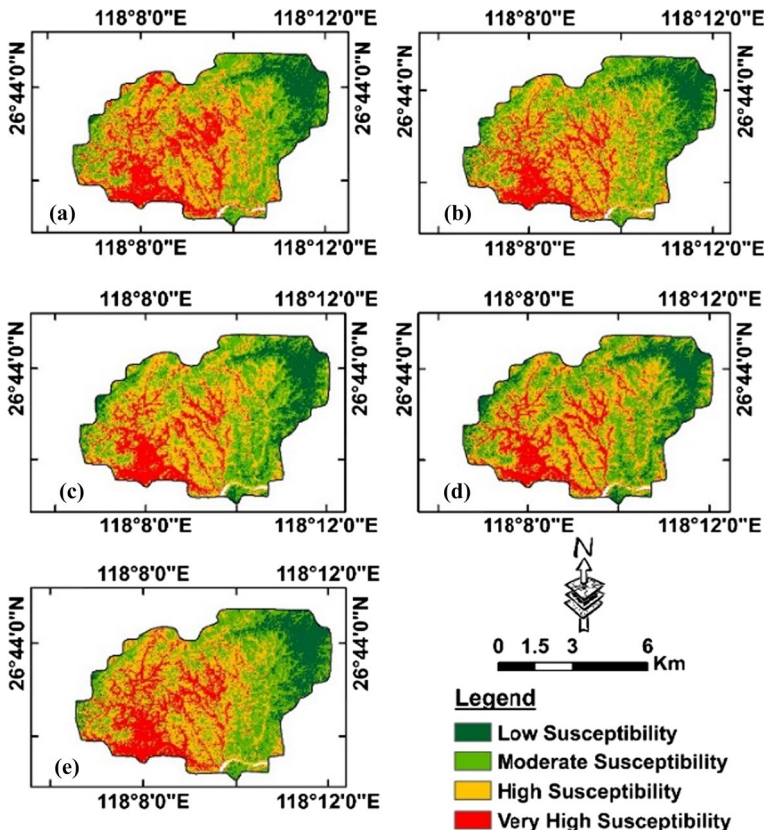 118°8'0"E 118°12'0"E
118°8'0"E 118°12'0"E
26°44'0"N
(a)
26°44'0"N
26°44'0"N
(b)
26°44'0"N
118°8'0"E 118°12'0"E
118°8'0"E 118°12'0"E
118°8'0"E 118°12'0"E
118°8'0"E 118°12'0"E
26°44'0"N
(c)
26°44'0"N
26°44'0"N
(d)
26°44'0"N
118°8'0"E 118°12'0"E
118°8'0"E 118°12'0"E
118°8'0"E 118°12'0"E
26°44'0"N
(e)
26°44'0"N
118°8'0"E 118°12'0"E
N
0 1.5 3 6
Km
Legend
Low Susceptibility
Moderate Susceptibility
High Susceptibility
Very High Susceptibility